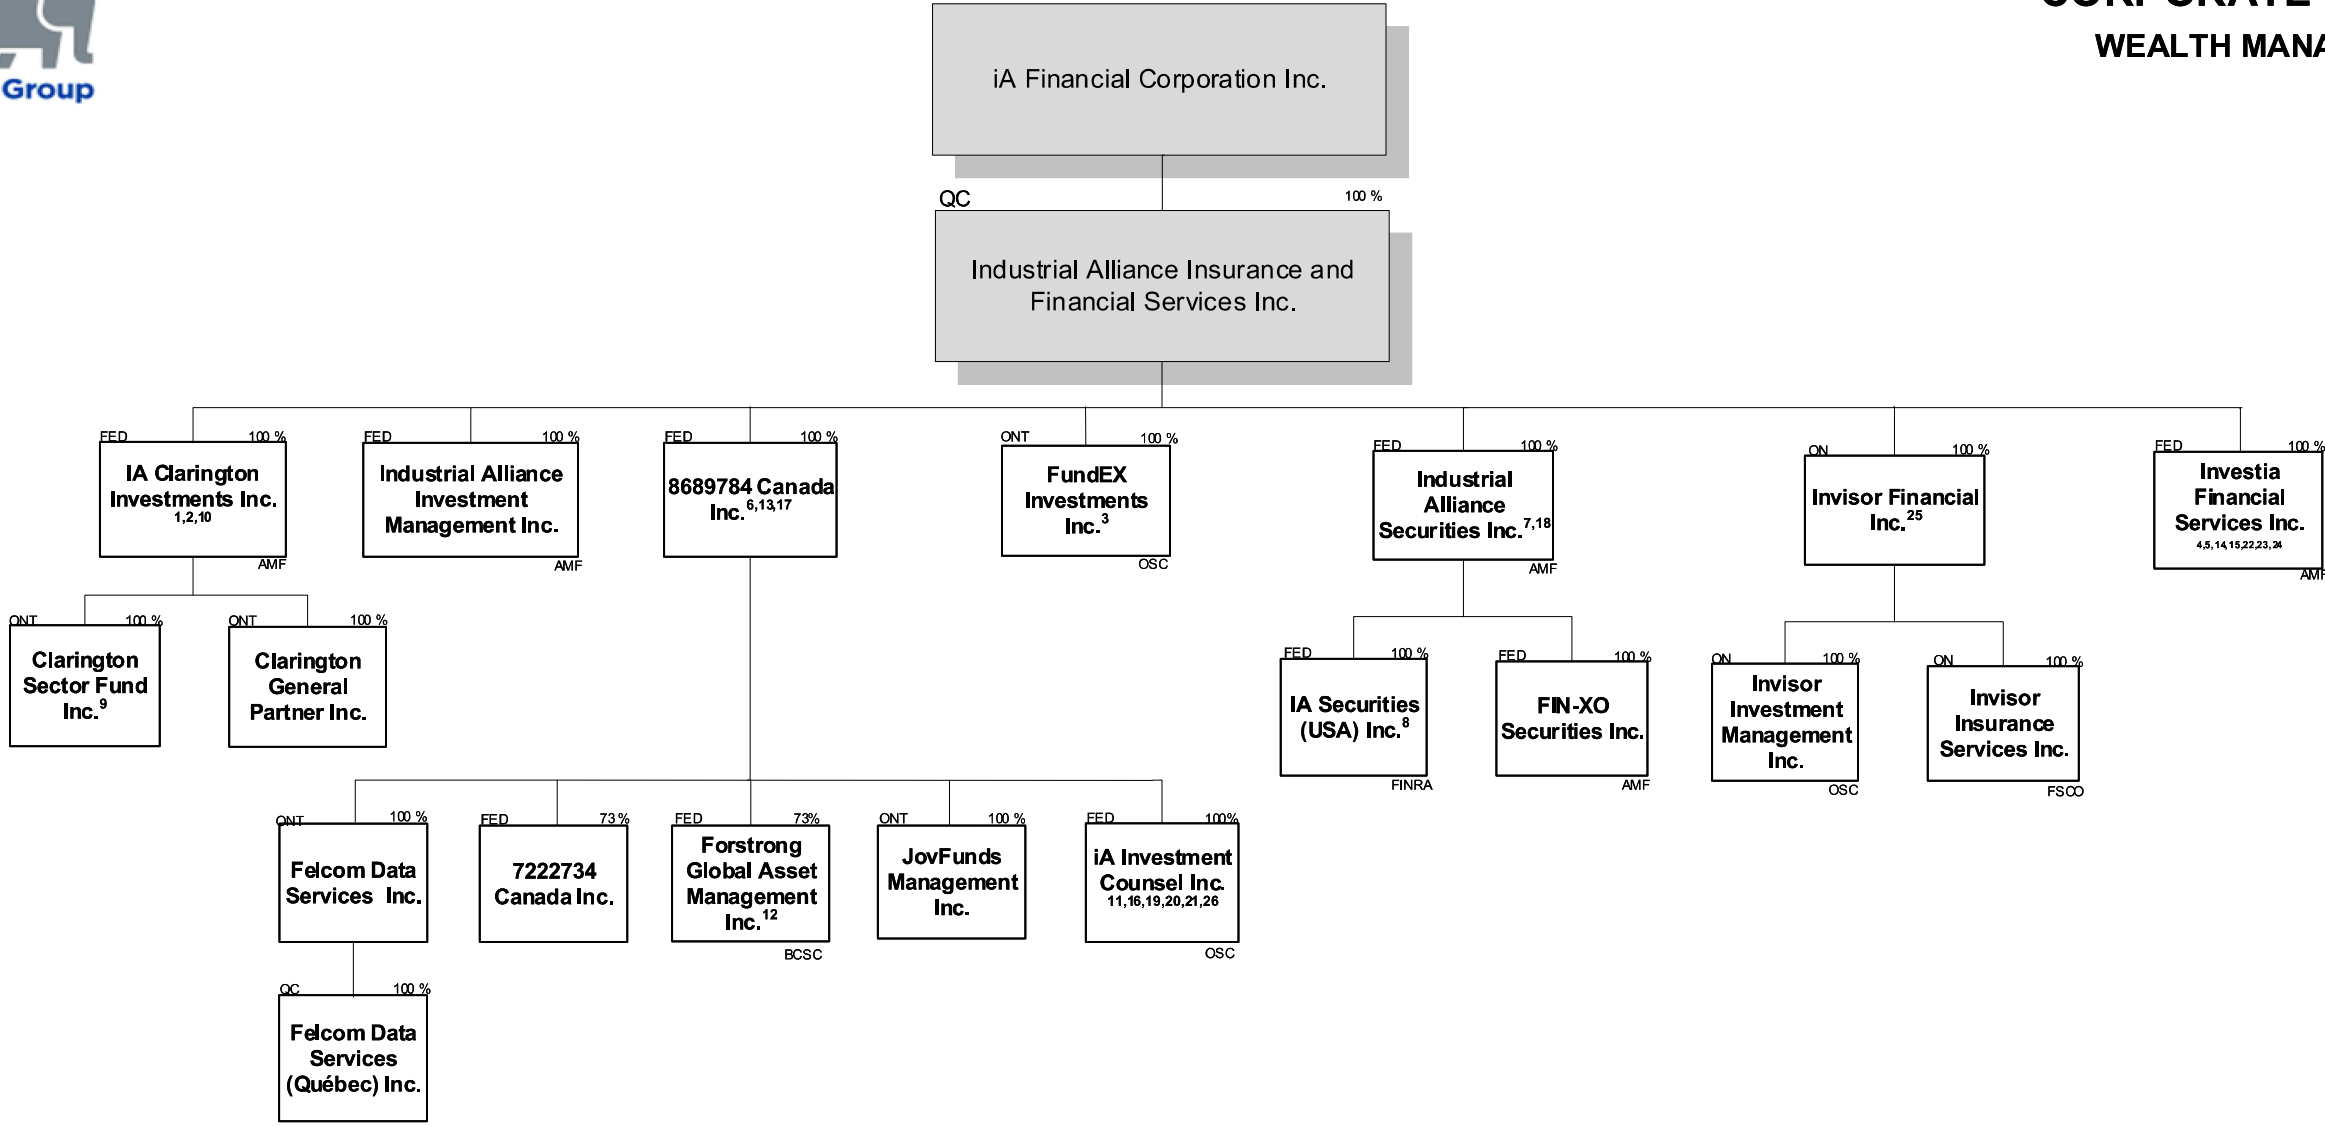 Group
WEALTH MANA
iA Financial Corporation Inc.
QC 100 %
Industrial Alliance Insurance and
Financial Services Inc.
FED 100 %
IA Clarington
Investments Inc.
1,2,10
AMF
FED 100 %
Industrial Alliance
Investment
Management Inc.
AMF
FED 100 %
8689784 Canada
Inc.6,13,17
ONT 100 %
FundEX
Investments
Inc.3
OSC
FED 100 %
Industrial
Alliance
Securities Inc.7,18
AMF
ON 100 %
Invisor Financial
Inc.25
FED 100 %
Investia
Financial
Services Inc.
4,5,14,15,22,23,24
AMF
ONT 100 %
Clarington
Sector Fund
Inc.9
ONT 100 %
Clarington
General
Partner Inc.
FED 100 %
IA Securities
(USA) Inc.8
FINRA
FED 100 %
FIN-XO
Securities Inc.
AMF
ON 100 %
Invisor
Investment
Management
Inc.
OSC
ON 100 %
Invisor
Insurance
Services Inc.
FSCO
ONT 100 %
Felcom Data
Services Inc.
FED 73 %
7222734
Canada Inc.
FED 73%
Forstrong
Global Asset
Management
Inc.12
BCSC
ONT 100 %
JovFunds
Management
Inc.
FED 100%
iA Investment
Counsel Inc.
11,16,19,20,21,26
OSC
QC 100 %
Felcom Data
Services
(Québec) Inc.